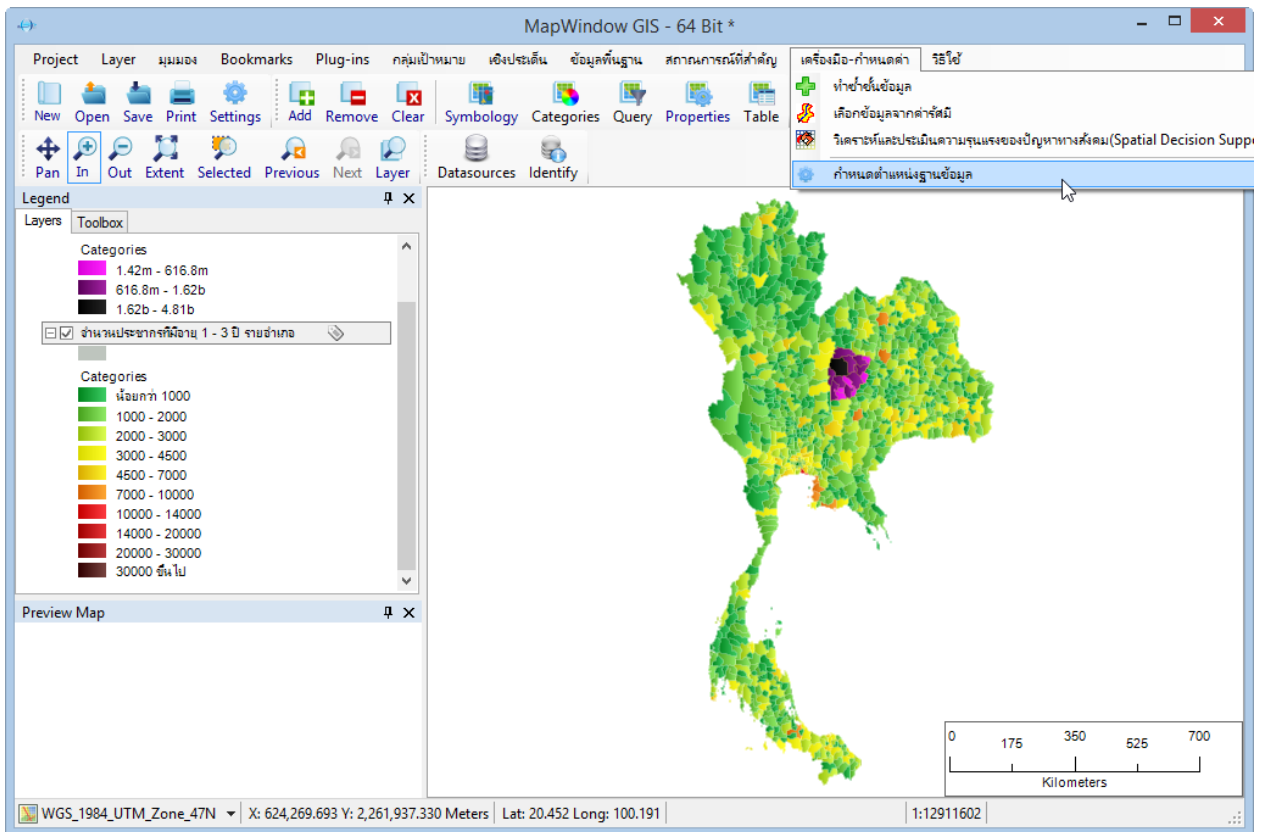 MapWindow GIS - 64 Bit *
Project Layer มุมมอง Bookmarks Plug-ins กลุ่มเป้าหมาย เชิงประเด็น ข้อมูลพื้นฐาน สถานการณ์ที่สำคัญ เครื่องมือ-กำหนดค่า วิธีใช้
New Open Save Print Settings Add Remove Clear Symbology Categories Query Properties Table
ทำซ้ำชั้นข้อมูล
เลือกข้อมูลจากค่ารัศมี
วิเคราะห์และประเมินความรุนแรงของปัญหาทางสังคม(Spatial Decision Suppo
กำหนดตำแหน่งฐานข้อมูล
Pan In Out Extent Selected Previous Next Layer Datasources Identify
Legend
Layers Toolbox
Categories
1.42m - 616.8m
616.8m - 1.62b
1.62b - 4.81b
จำนวนประชากรที่มีอายุ 1 - 3 ปี รายอำเภอ
Categories
น้อยกว่า 1000
1000 - 2000
2000 - 3000
3000 - 4500
4500 - 7000
7000 - 10000
10000 - 14000
14000 - 20000
20000 - 30000
30000 ขึ้นไป
Preview Map
0 175 350 525 700
Kilometers
WGS_1984_UTM_Zone_47N X: 624,269.693 Y: 2,261,937.330 Meters Lat: 20.452 Long: 100.191 1:12911602